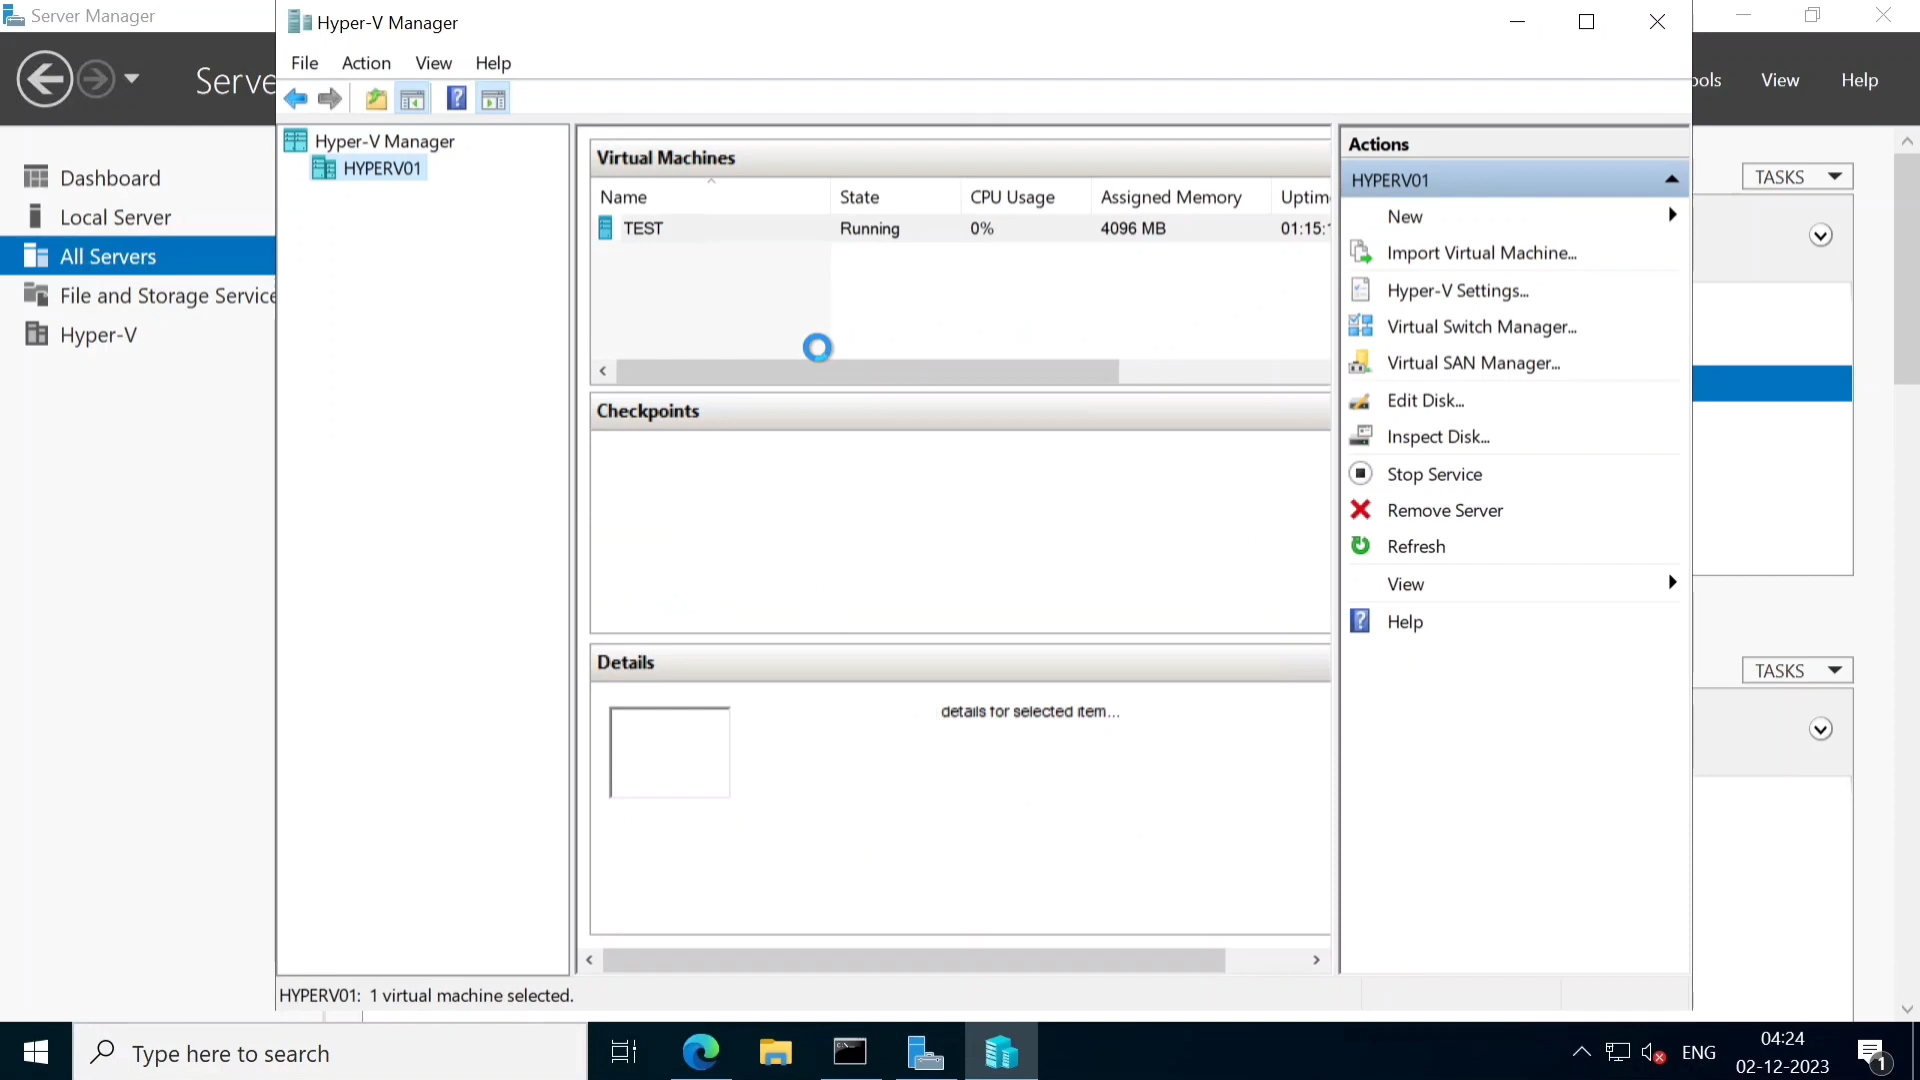 Server Manager
Hyper-V Manager
File Action View Help
Serve
ools View Help
Hyper-V Manager
HYPERV01
Dashboard
Local Server
All Servers
File and Storage Service
Hyper-V
Virtual Machines
Name State CPU Usage Assigned Memory Uptim
TEST Running 0% 4096 MB 01:15:1
Checkpoints
Details
details for selected item...
Actions
HYPERV01
New
Import Virtual Machine...
Hyper-V Settings...
Virtual Switch Manager...
Virtual SAN Manager...
Edit Disk...
Inspect Disk...
Stop Service
Remove Server
Refresh
View
Help
TASKS
TASKS
HYPERV01: 1 virtual machine selected.
Type here to search
ENG
04:24
02-12-2023
1